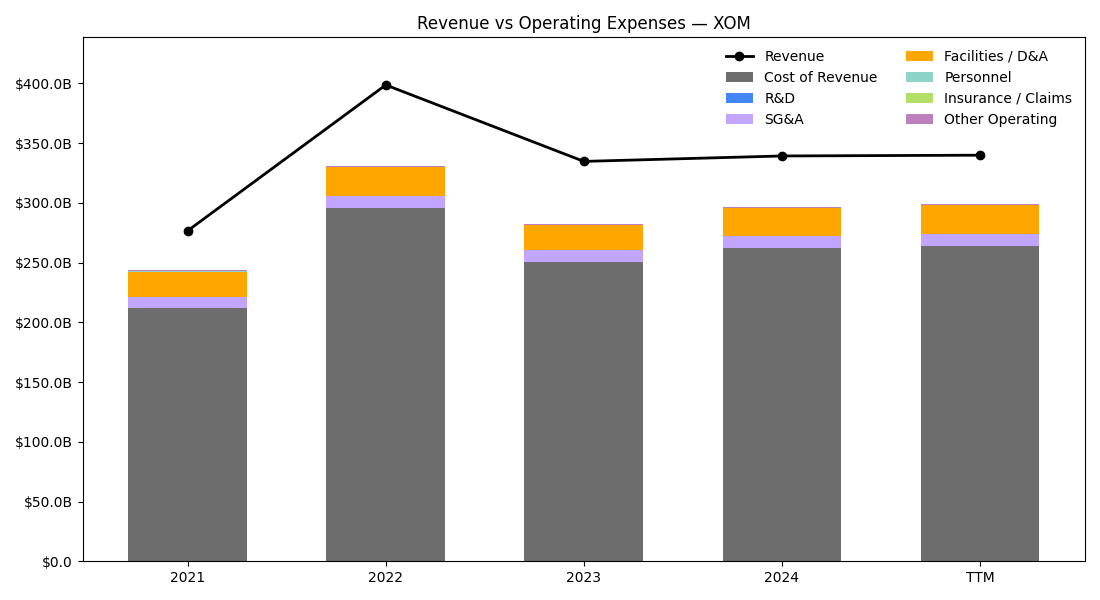 Revenue vs Operating Expenses — XOM
$400.0B
$350.0B
$300.0B
$250.0B
$200.0B
$150.0B
$100.0B
$50.0B
$0.0
Revenue
Cost of Revenue
R&D
SG&A
Facilities / D&A
Personnel
Insurance / Claims
Other Operating
2021
2022
2023
2024
TTM